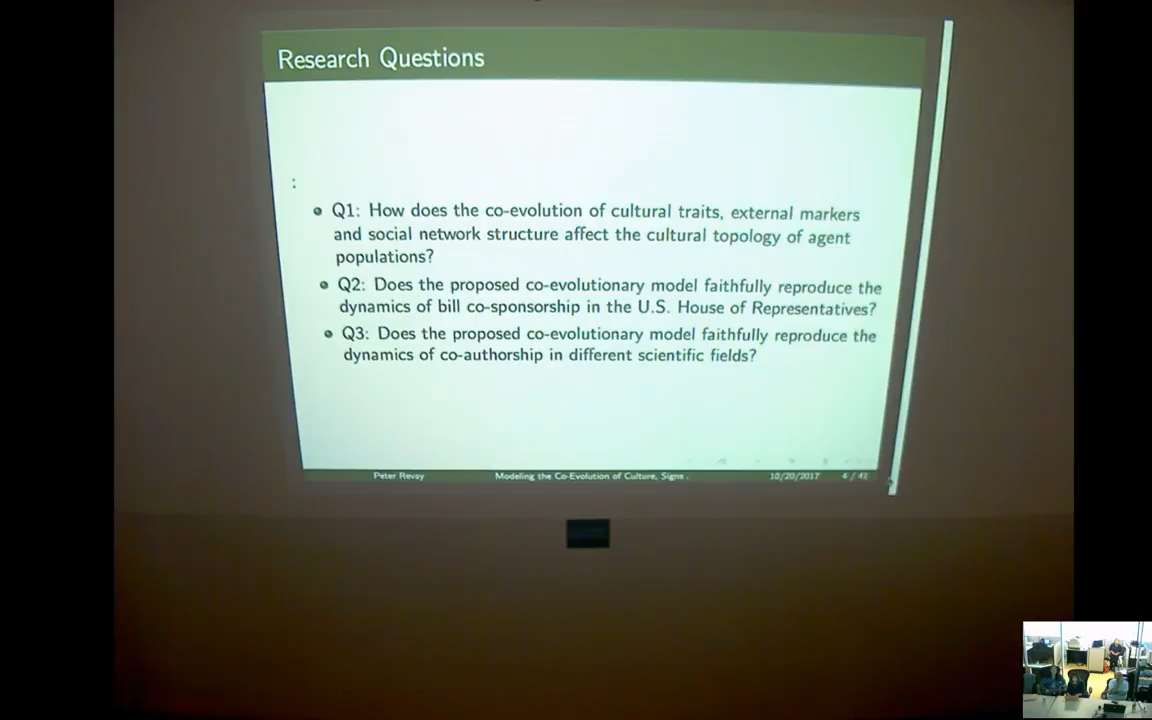 Research Questions
:
Q1: How does the co-evolution of cultural traits, external markers
and social network structure affect the cultural topology of agent
populations?
Q2: Does the proposed co-evolutionary model faithfully reproduce the
dynamics of bill co-sponsorship in the U.S. House of Representatives?
Q3: Does the proposed co-evolutionary model faithfully reproduce the
dynamics of co-authorship in different scientific fields?
Peter Revay Modeling the Co-Evolution of Culture, Signs . 10/20/2017